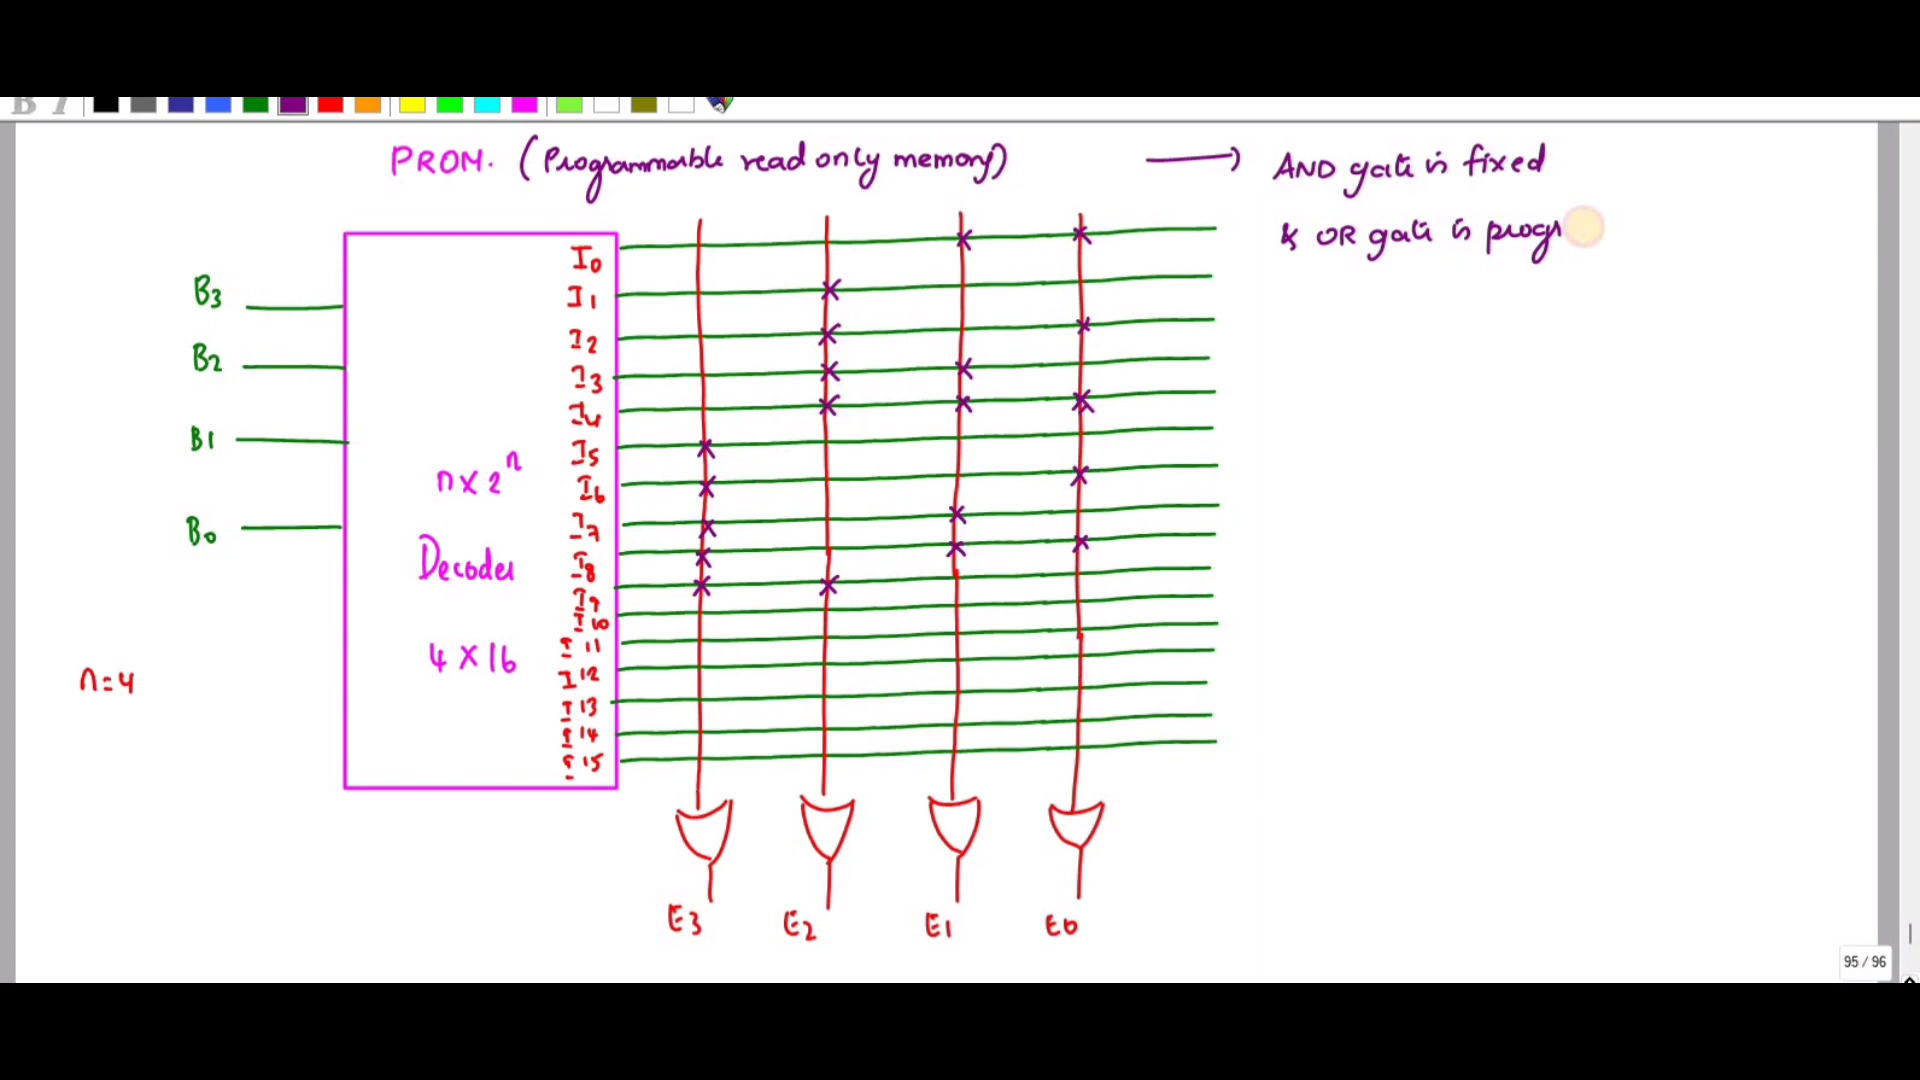 B I
PROM. (Programmable read only memory) → AND gate is fixed
& OR gate is progr
B3
B2
B1
B0
n=4
n x 2^n
Decoder
4 x 16
I0
I1
I2
I3
I4
I5
I6
I7
I8
I9
I10
I11
I12
I13
I14
I15
E3 E2 E1 E0
95 / 96